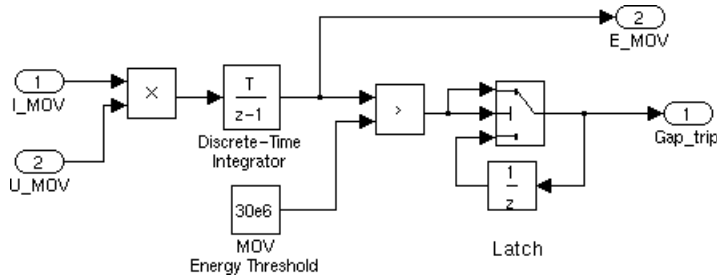 2
E_MOV
1
I_MOV
×
T
z-1
Discrete-Time
Integrator
>
1
Gap_trip
2
U_MOV
30e6
MOV
Energy Threshold
1
z
Latch